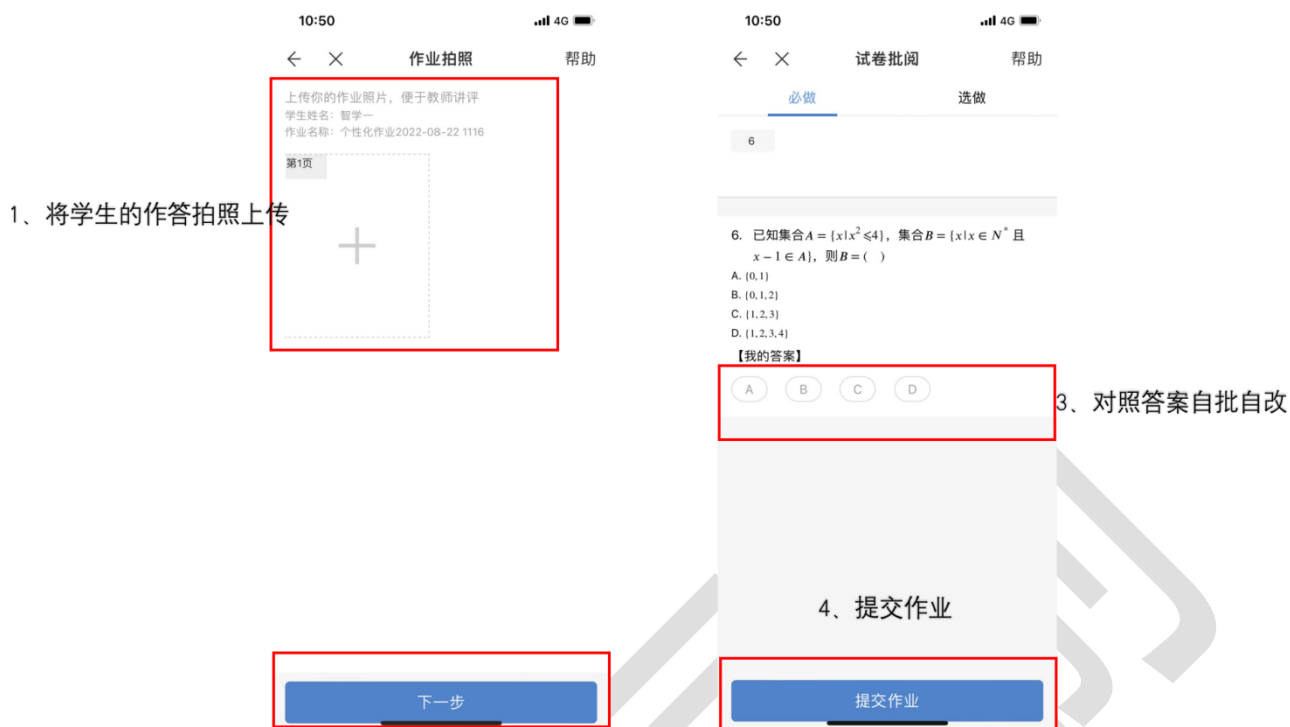 10:50
4G
作业拍照
帮助
上传你的作业照片，便于教师讲评
学生姓名：智学一
作业名称：个性化作业2022-08-22 1116
第1页
1、将学生的作答拍照上传
下一步
10:50
4G
试卷批阅
帮助
必做
选做
6
6. 已知集合A = {x|x²⩽4}，集合B = {x|x ∈ N* 且
x − 1 ∈ A}，则B = ( )
A. {0, 1}
B. {0, 1, 2}
C. {1, 2, 3}
D. {1, 2, 3, 4}
【我的答案】
A B C D
3、对照答案自批自改
4、提交作业
提交作业